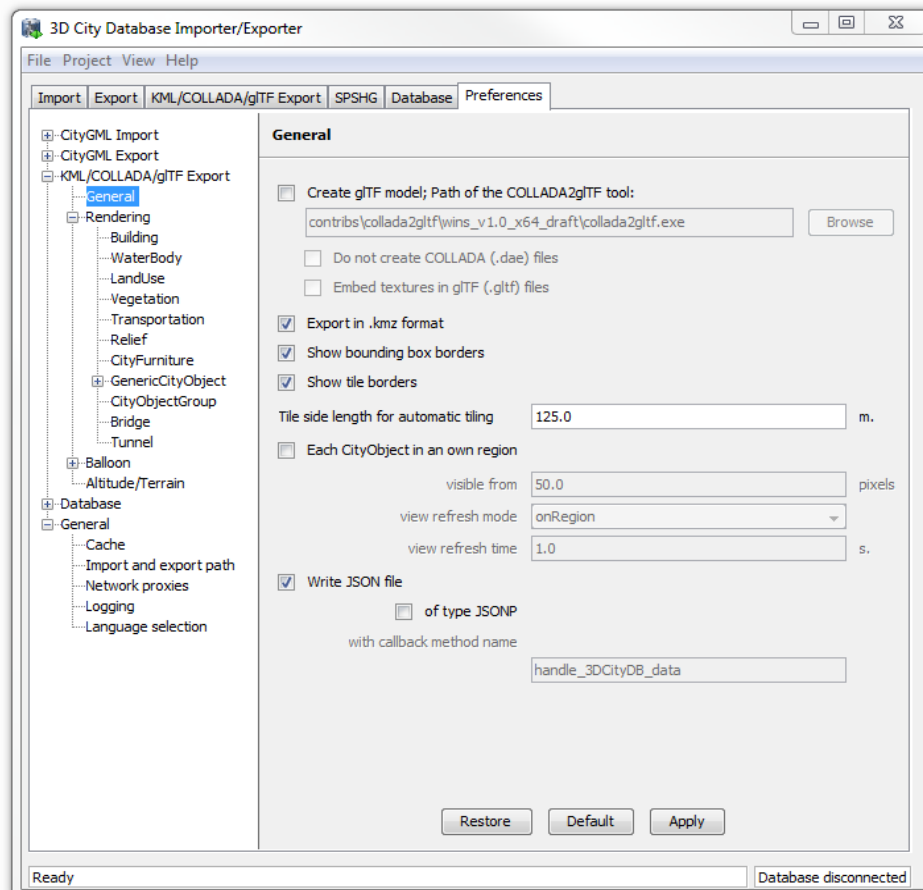 3D City Database Importer/Exporter
File Project View Help
Import Export KML/COLLADA/glTF Export SPSHG Database Preferences
CityGML Import
CityGML Export
KML/COLLADA/glTF Export
General
Rendering
Building
WaterBody
LandUse
Vegetation
Transportation
Relief
CityFurniture
GenericCityObject
CityObjectGroup
Bridge
Tunnel
Balloon
Altitude/Terrain
Database
General
Cache
Import and export path
Network proxies
Logging
Language selection
General
Create glTF model; Path of the COLLADA2glTF tool:
contribs\collada2gltf\wins_v1.0_x64_draft\collada2gltf.exe Browse
Do not create COLLADA (.dae) files
Embed textures in glTF (.gltf) files
Export in .kmz format
Show bounding box borders
Show tile borders
Tile side length for automatic tiling 125.0 m.
Each CityObject in an own region
visible from 50.0 pixels
view refresh mode onRegion
view refresh time 1.0 s.
Write JSON file
of type JSONP
with callback method name
handle_3DCityDB_data
Restore Default Apply
Ready Database disconnected